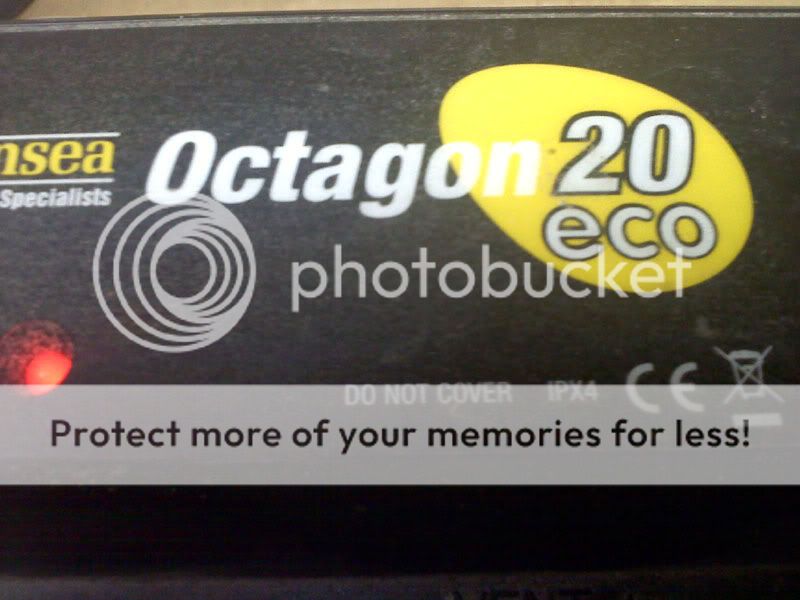 nsea
Specialists
Octagon 20
eco
photobucket
DO NOT COVER IPX4 CE
Protect more of your memories for less!